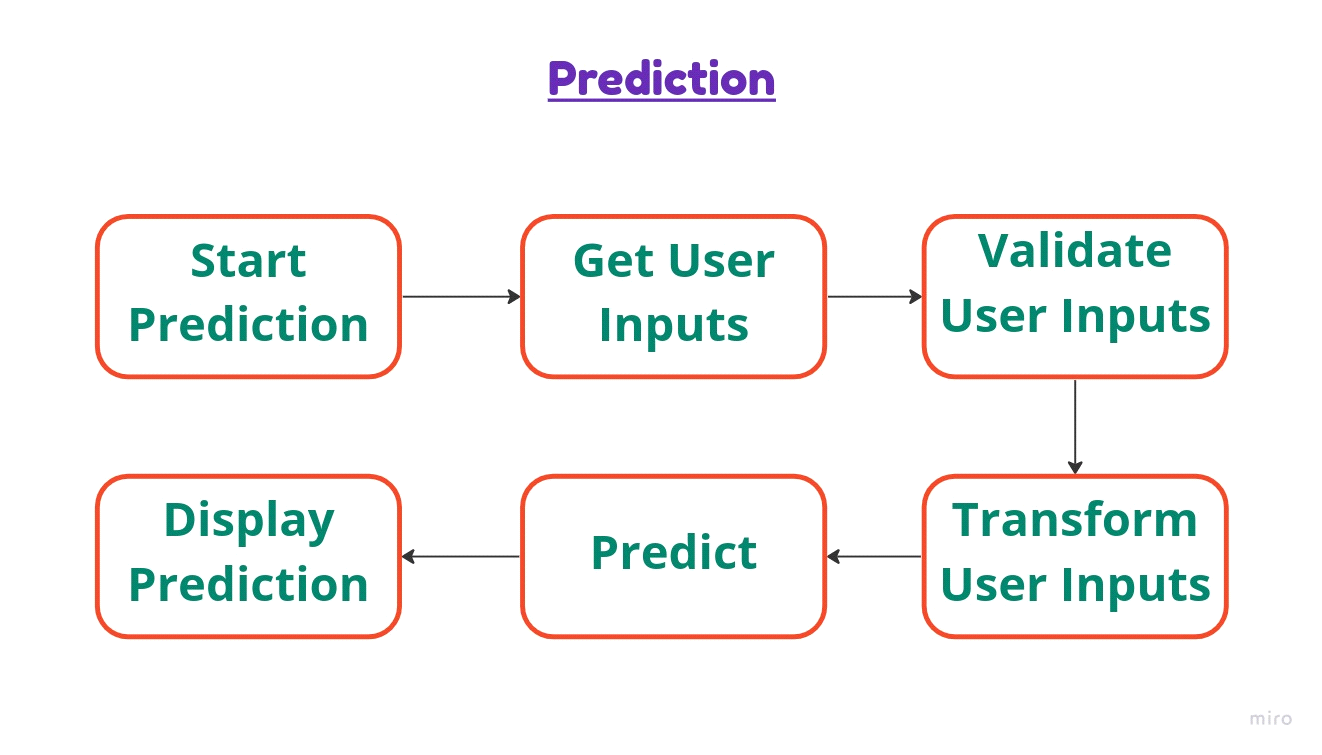 Prediction
Start
Prediction
Get User
Inputs
Validate
User Inputs
Display
Prediction
Predict
Transform
User Inputs
miro